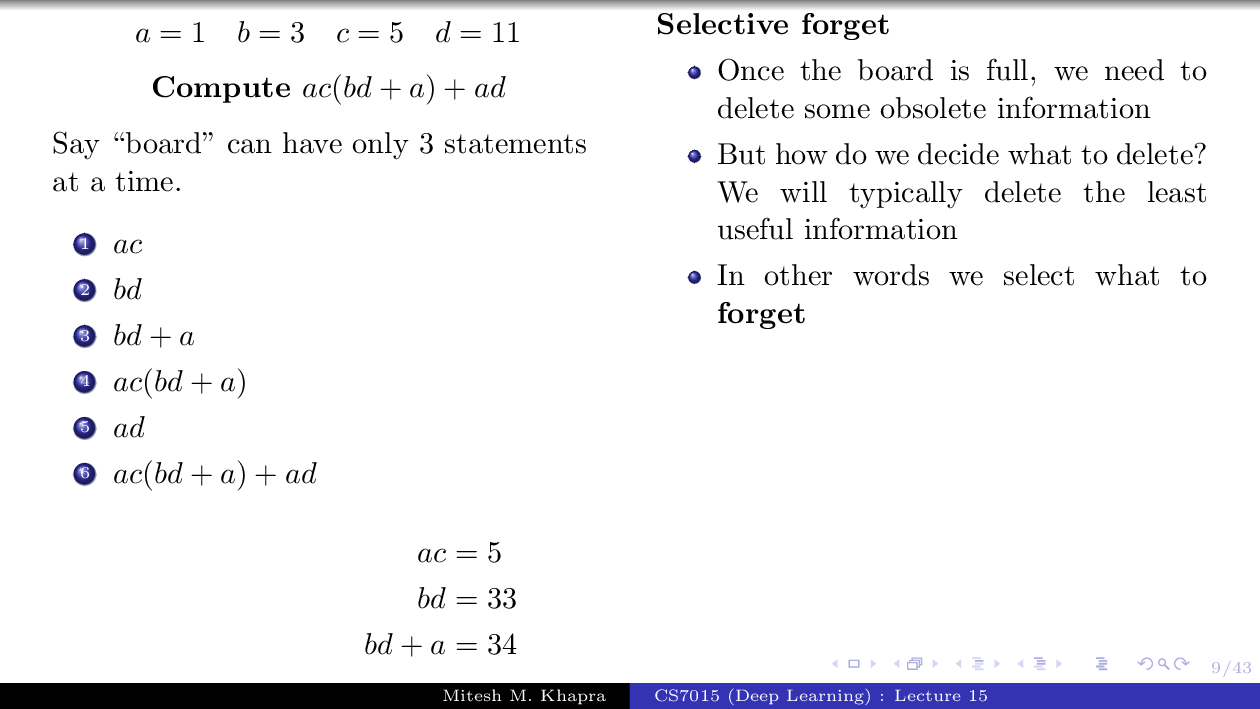 a = 1 b = 3 c = 5 d = 11
Compute ac(bd + a) + ad
Say “board” can have only 3 statements
at a time.
1 ac
2 bd
3 bd + a
4 ac(bd + a)
5 ad
6 ac(bd + a) + ad
ac = 5
bd = 33
bd + a = 34
Selective forget
Once the board is full, we need to
delete some obsolete information
But how do we decide what to delete?
We will typically delete the least
useful information
In other words we select what to
forget
9/43
Mitesh M. Khapra
CS7015 (Deep Learning) : Lecture 15